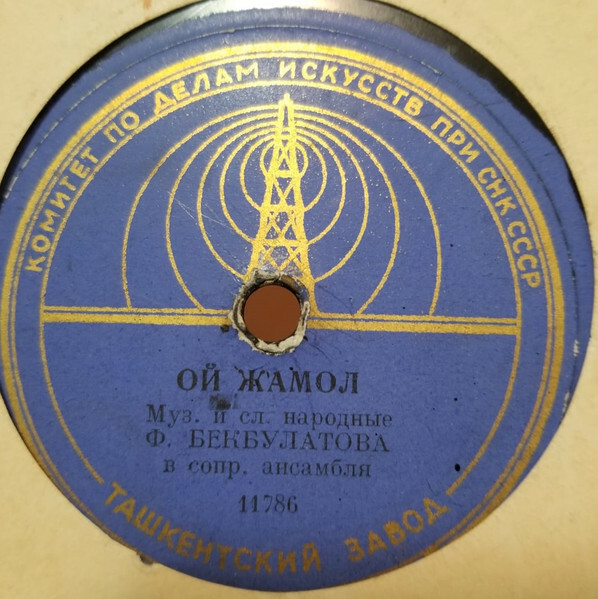 КОМИТЕТ ПО ДЕЛАМ ИСКУССТВ ПРИ СНК СССР
ОЙ ЖАМОЛ
Муз. и сл. народные
Ф. БЕКБУЛАТОВА
в сопр. ансамбля
11786
ТАШКЕНТСКИЙ ЗАВОД